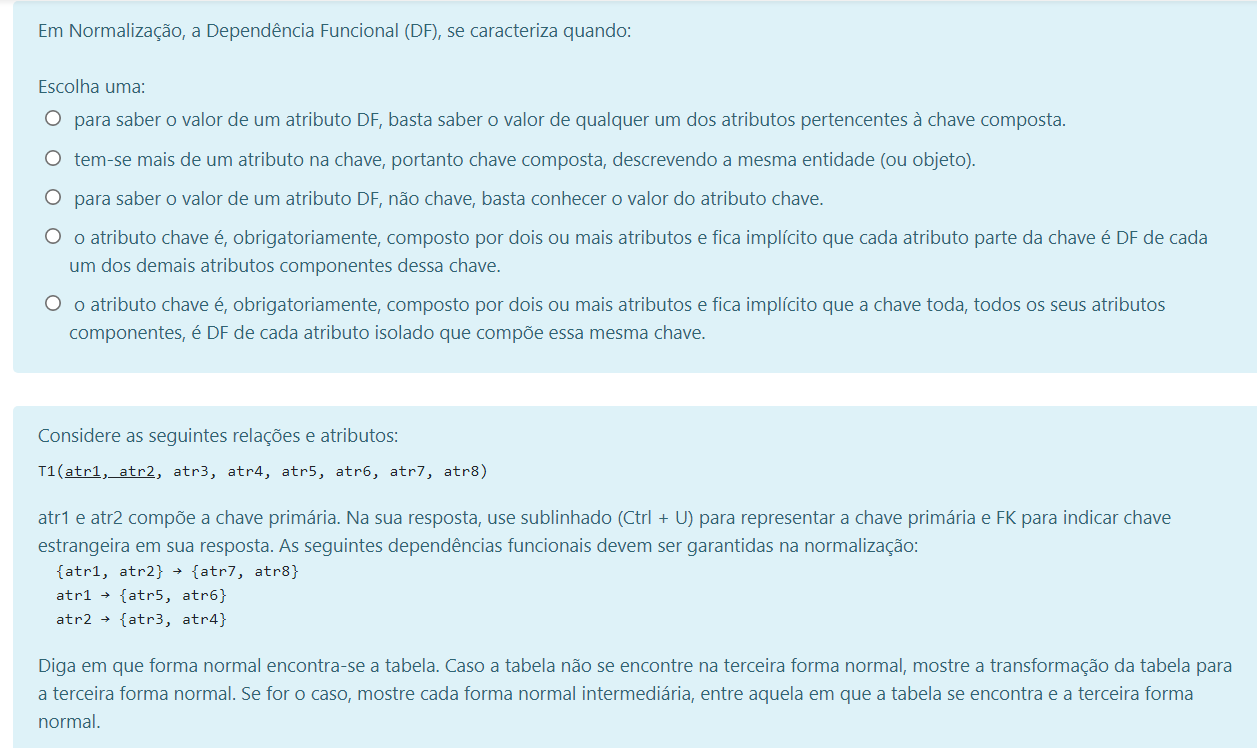 Em Normalização, a Dependência Funcional (DF), se caracteriza quando:
Escolha uma:
para saber o valor de um atributo DF, basta saber o valor de qualquer um dos atributos pertencentes à chave composta.
tem-se mais de um atributo na chave, portanto chave composta, descrevendo a mesma entidade (ou objeto).
para saber o valor de um atributo DF, não chave, basta conhecer o valor do atributo chave.
o atributo chave é, obrigatoriamente, composto por dois ou mais atributos e fica implícito que cada atributo parte da chave é DF de cada
um dos demais atributos componentes dessa chave.
o atributo chave é, obrigatoriamente, composto por dois ou mais atributos e fica implícito que a chave toda, todos os seus atributos
componentes, é DF de cada atributo isolado que compõe essa mesma chave.
Considere as seguintes relações e atributos:
T1(atr1, atr2, atr3, atr4, atr5, atr6, atr7, atr8)
atr1 e atr2 compõe a chave primária. Na sua resposta, use sublinhado (Ctrl + U) para representar a chave primária e FK para indicar chave
estrangeira em sua resposta. As seguintes dependências funcionais devem ser garantidas na normalização:
{atr1, atr2} → {atr7, atr8}
atr1 → {atr5, atr6}
atr2 → {atr3, atr4}
Diga em que forma normal encontra-se a tabela. Caso a tabela não se encontre na terceira forma normal, mostre a transformação da tabela para
a terceira forma normal. Se for o caso, mostre cada forma normal intermediária, entre aquela em que a tabela se encontra e a terceira forma
normal.